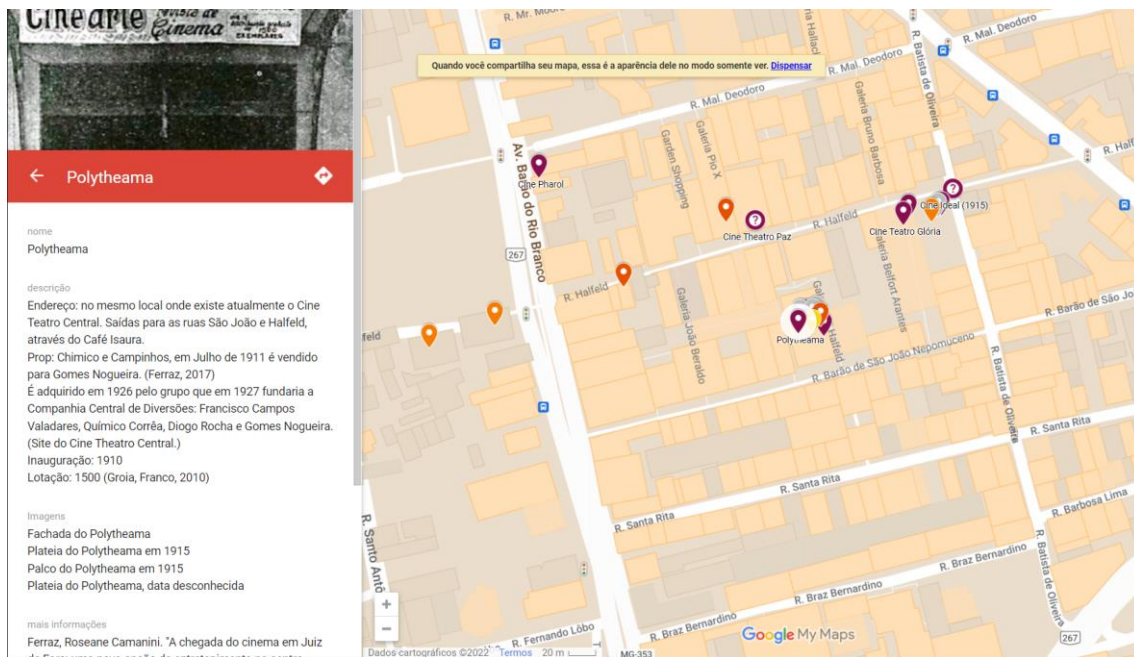 Cinearte
Cinema
EXEMPLARES
Polytheama
nome
Polytheama
descrição
Endereço: no mesmo local onde existe atualmente o Cine
Teatro Central. Saídas para as ruas São João e Halfeld,
através do Café Isaura.
Prop: Chimico e Campinhos, em Julho de 1911 é vendido
para Gomes Nogueira. (Ferraz, 2017)
É adquirido em 1926 pelo grupo que em 1927 fundaria a
Companhia Central de Diversões: Francisco Campos
Valadares, Químico Corrêa, Diogo Rocha e Gomes Nogueira.
(Site do Cine Theatro Central.)
Inauguração: 1910
Lotação: 1500 (Groia, Franco, 2010)
Imagens
Fachada do Polytheama
Plateia do Polytheama em 1915
Palco do Polytheama em 1915
Plateia do Polytheama, data desconhecida
mais informações
Ferraz, Roseane Camanini. "A chegada do cinema em Juiz
R. Mr. Moore
Quando você compartilha seu mapa, essa é a aparência dele no modo somente ver. Dispensar
R. Mal. Deodoro
R. Mal. Deodoro
R. Batista de Oliveira
R. Mal. Deodoro
Galeria Pio X
Galeria Bruno Barbosa
Garden Shopping
R. Half
Av. Barão do Rio Branco
Cine Pharol
Cine Ideal (1915)
R. Halfeld
Cine Theatro Paz
Cine Teatro Glória
267
R. Halfeld
Galeria João Beraldo
Galeria Belfort Arantes
feld
Polytheama
Halfeld
R. Barão de São Jo
R. Barão de São João Nepomuceno
R. Batista de Oliveira
R. Santa Rita
R. Santa Rita
R. Santa Rita
R. Barbosa Lima
R. Santo Antô
R. Braz Bernardino
R. Braz Bernardino
R. Batista de Oliveira
R. Braz Bernardino
R. Fernando Lôbo
267
Google My Maps
Dados cartográficos ©2022 Termos 20 m
MG-353